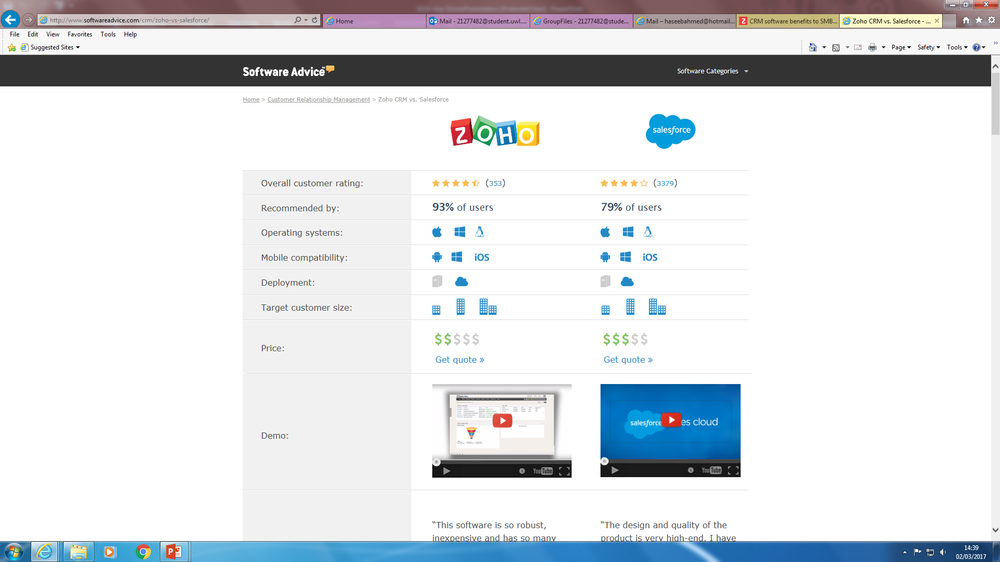 http://www.softwareadvice.com/crm/zoho-vs-salesforce/
Home
Mail - 21277482@student.uwl....
GroupFiles - 21277482@stude...
Mail – haseebahmed@hotmail...
CRM software benefits to SMB...
Zoho CRM vs. Salesforce - ...
File Edit View Favorites Tools Help
Suggested Sites
Page Safety Tools
Software Advice™
Software Categories
Home > Customer Relationship Management > Zoho CRM vs. Salesforce
ZOHO
salesforce
Overall customer rating: (353) (3379)
Recommended by: 93% of users 79% of users
Operating systems:
Mobile compatibility: iOS iOS
Deployment:
Target customer size:
Price: $$$$$ $$$$$
Get quote » Get quote »
Demo:
salesforce es cloud
YouTube YouTube
“This software is so robust,
inexpensive and has so many
“The design and quality of the
product is very high-end. I have
14:39
02/03/2017